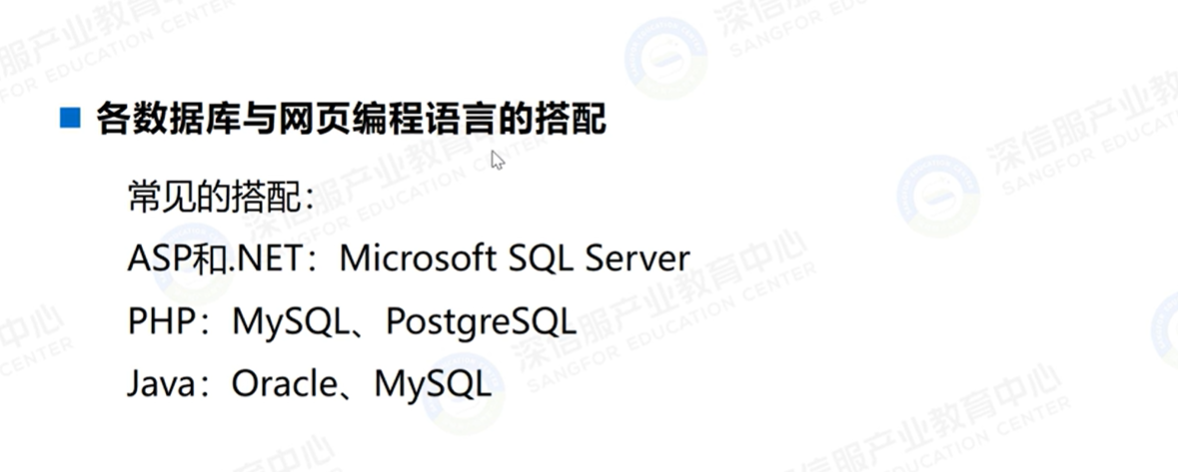 各数据库与网页编程语言的搭配
常见的搭配：
ASP和.NET：Microsoft SQL Server
PHP：MySQL、PostgreSQL
Java：Oracle、MySQL
深信服产业教育中心
SANGFOR EDUCATION CENTER